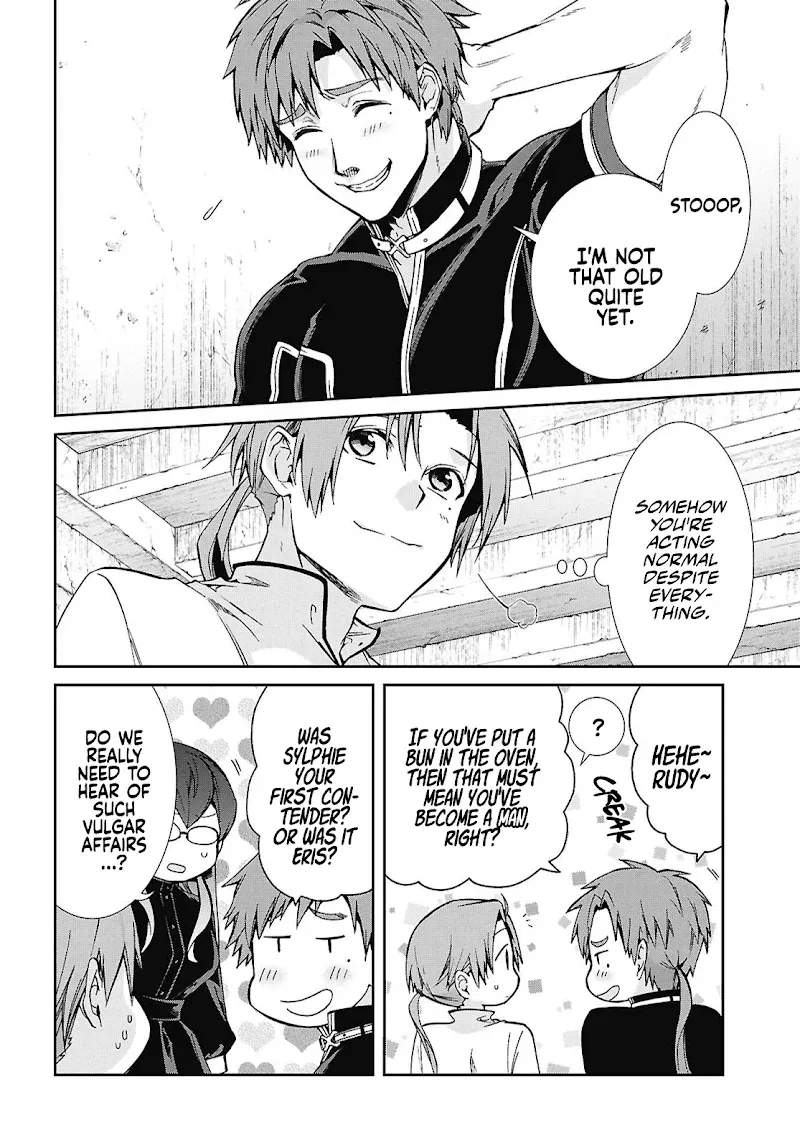 STOOOP,
I'M NOT
THAT OLD
QUITE
YET.
SOMEHOW
YOU'RE
ACTING
NORMAL
DESPITE
EVERY-
THING.
HEHE~
RUDY~
?
CREAK
IF YOU'VE PUT A
BUN IN THE OVEN,
THEN THAT MUST
MEAN YOU'VE
BECOME A MAN,
RIGHT?
WAS
SYLPHIE
YOUR
FIRST CON-
TENDER?
OR WAS IT
ERIS?
DO WE
REALLY
NEED TO
HEAR OF
SUCH
VULGAR
AFFAIRS
...?